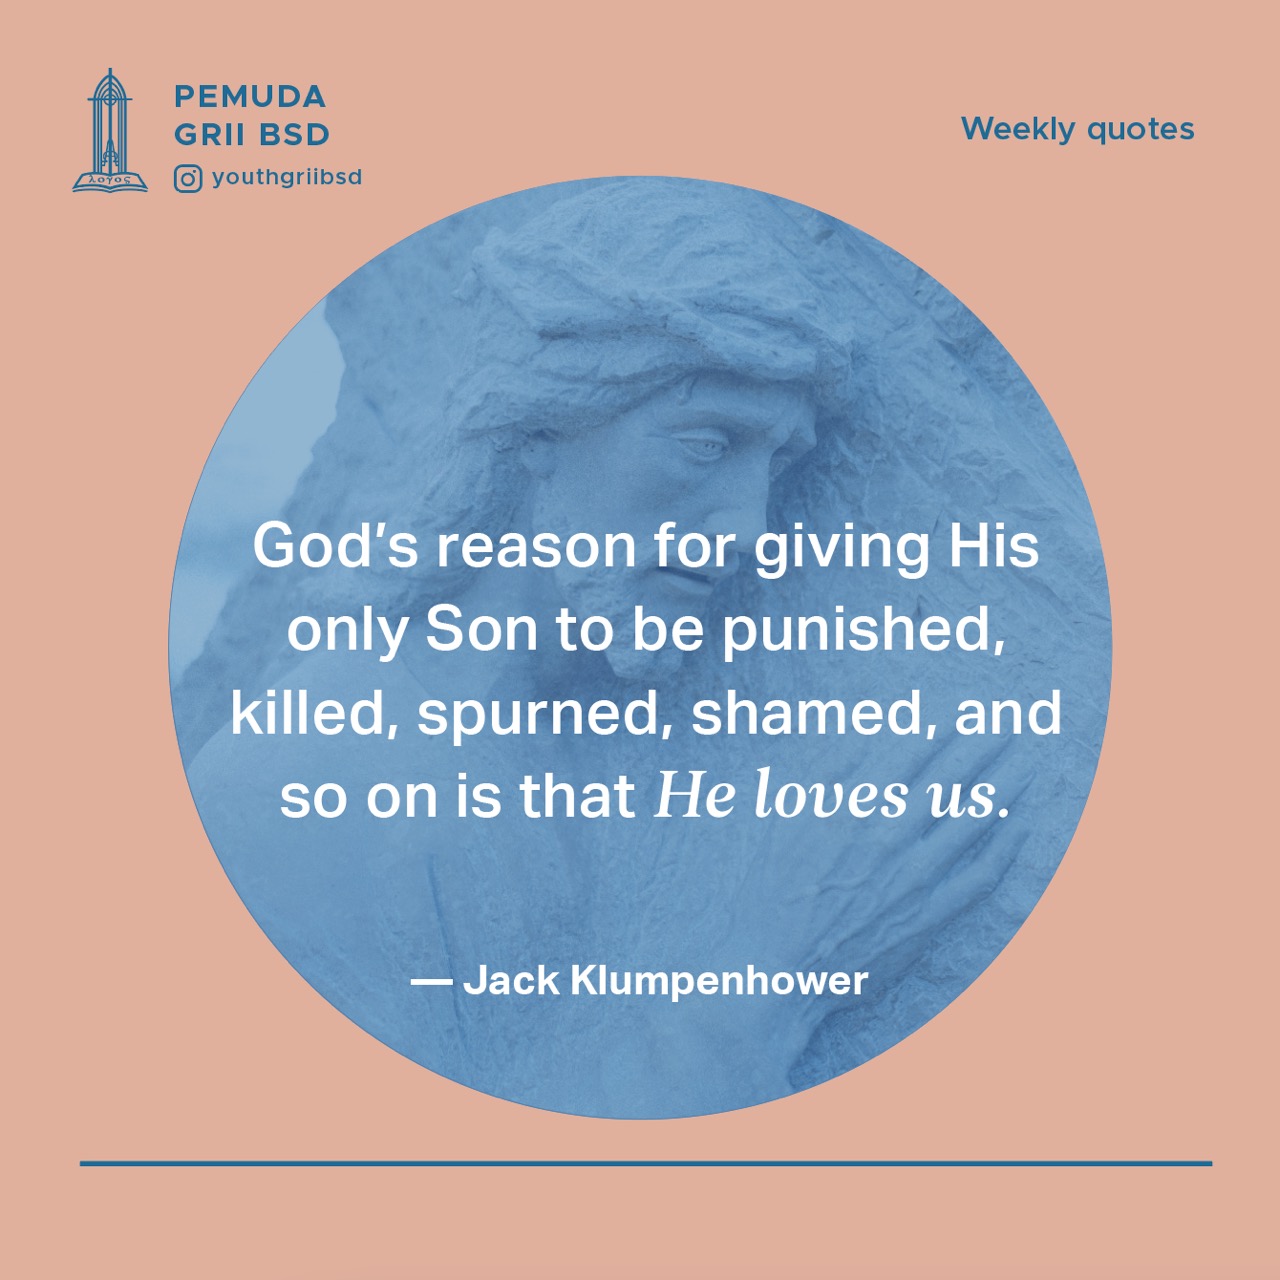 PEMUDA
GRII BSD
youthgriibsd
λογος
Weekly quotes
God's reason for giving His
only Son to be punished,
killed, spurned, shamed, and
so on is that He loves us.
— Jack Klumpenhower